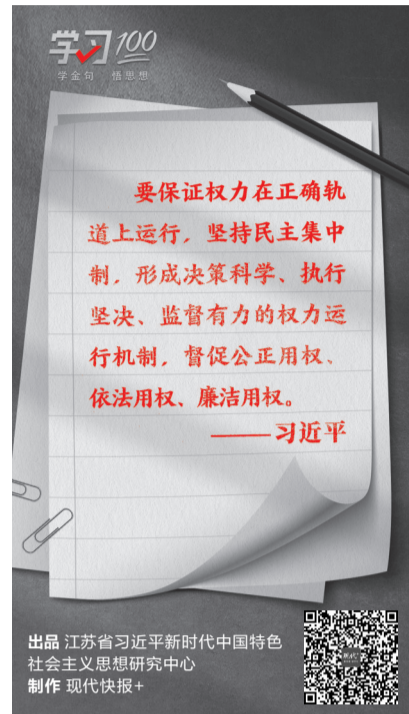 学习100
学金句 悟思想
要保证权力在正确轨
道上运行，坚持民主集中
制，形成决策科学、执行
坚决、监督有力的权力运
行机制，督促公正用权、
依法用权、廉洁用权。
——习近平
出品 江苏省习近平新时代中国特色
社会主义思想研究中心
制作 现代快报+